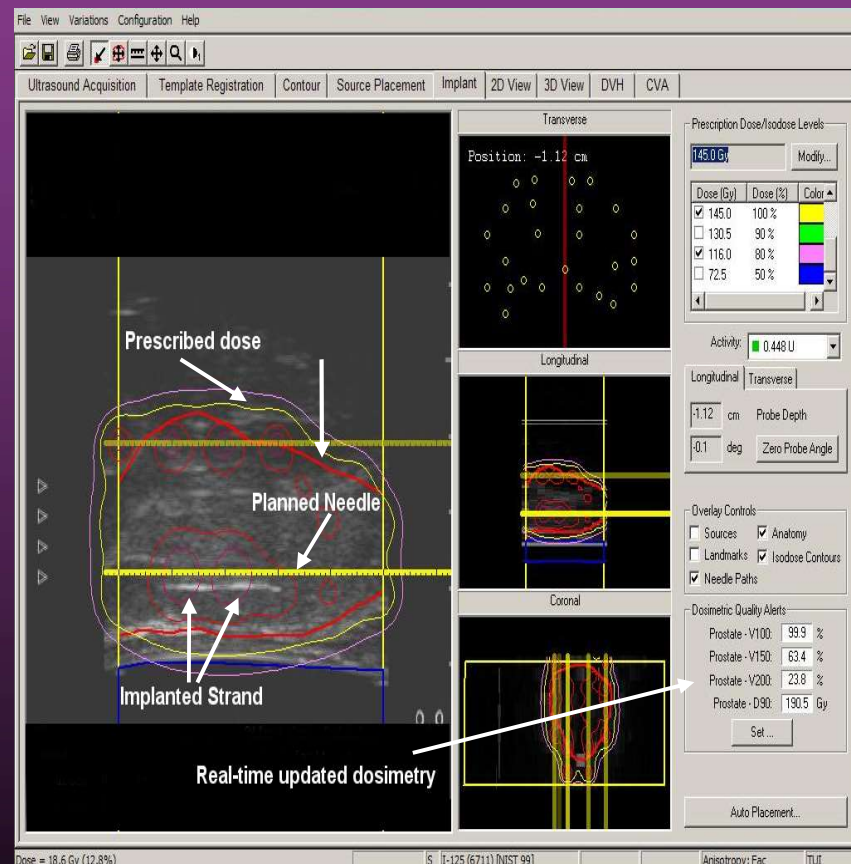 File View Variations Configuration Help
Ultrasound Acquisition Template Registration Contour Source Placement Implant 2D View 3D View DVH CVA
Prescribed dose
Planned Needle
Implanted Strand
Real-time updated dosimetry
Transverse
Position: -1.12 cm
Longitudinal
Coronal
Prescription Dose/Isodose Levels
145.0 Gy Modify...
Dose (Gy) Dose (%) Color
145.0 100 %
130.5 90 %
116.0 80 %
72.5 50 %
Activity: 0.448 U
Longitudinal Transverse
-1.12 cm Probe Depth
-0.1 deg Zero Probe Angle
Overlay Controls
Sources Anatomy
Landmarks Isodose Contours
Needle Paths
Dosimetric Quality Alerts
Prostate - V100: 99.9 %
Prostate - V150: 63.4 %
Prostate - V200: 23.8 %
Prostate - D90: 190.5 Gy
Set ...
Auto Placement...
Dose = 18.6 Gy (12.8%) S I-125 (6711) [NIST 99] Anisotropy: Fac TUI